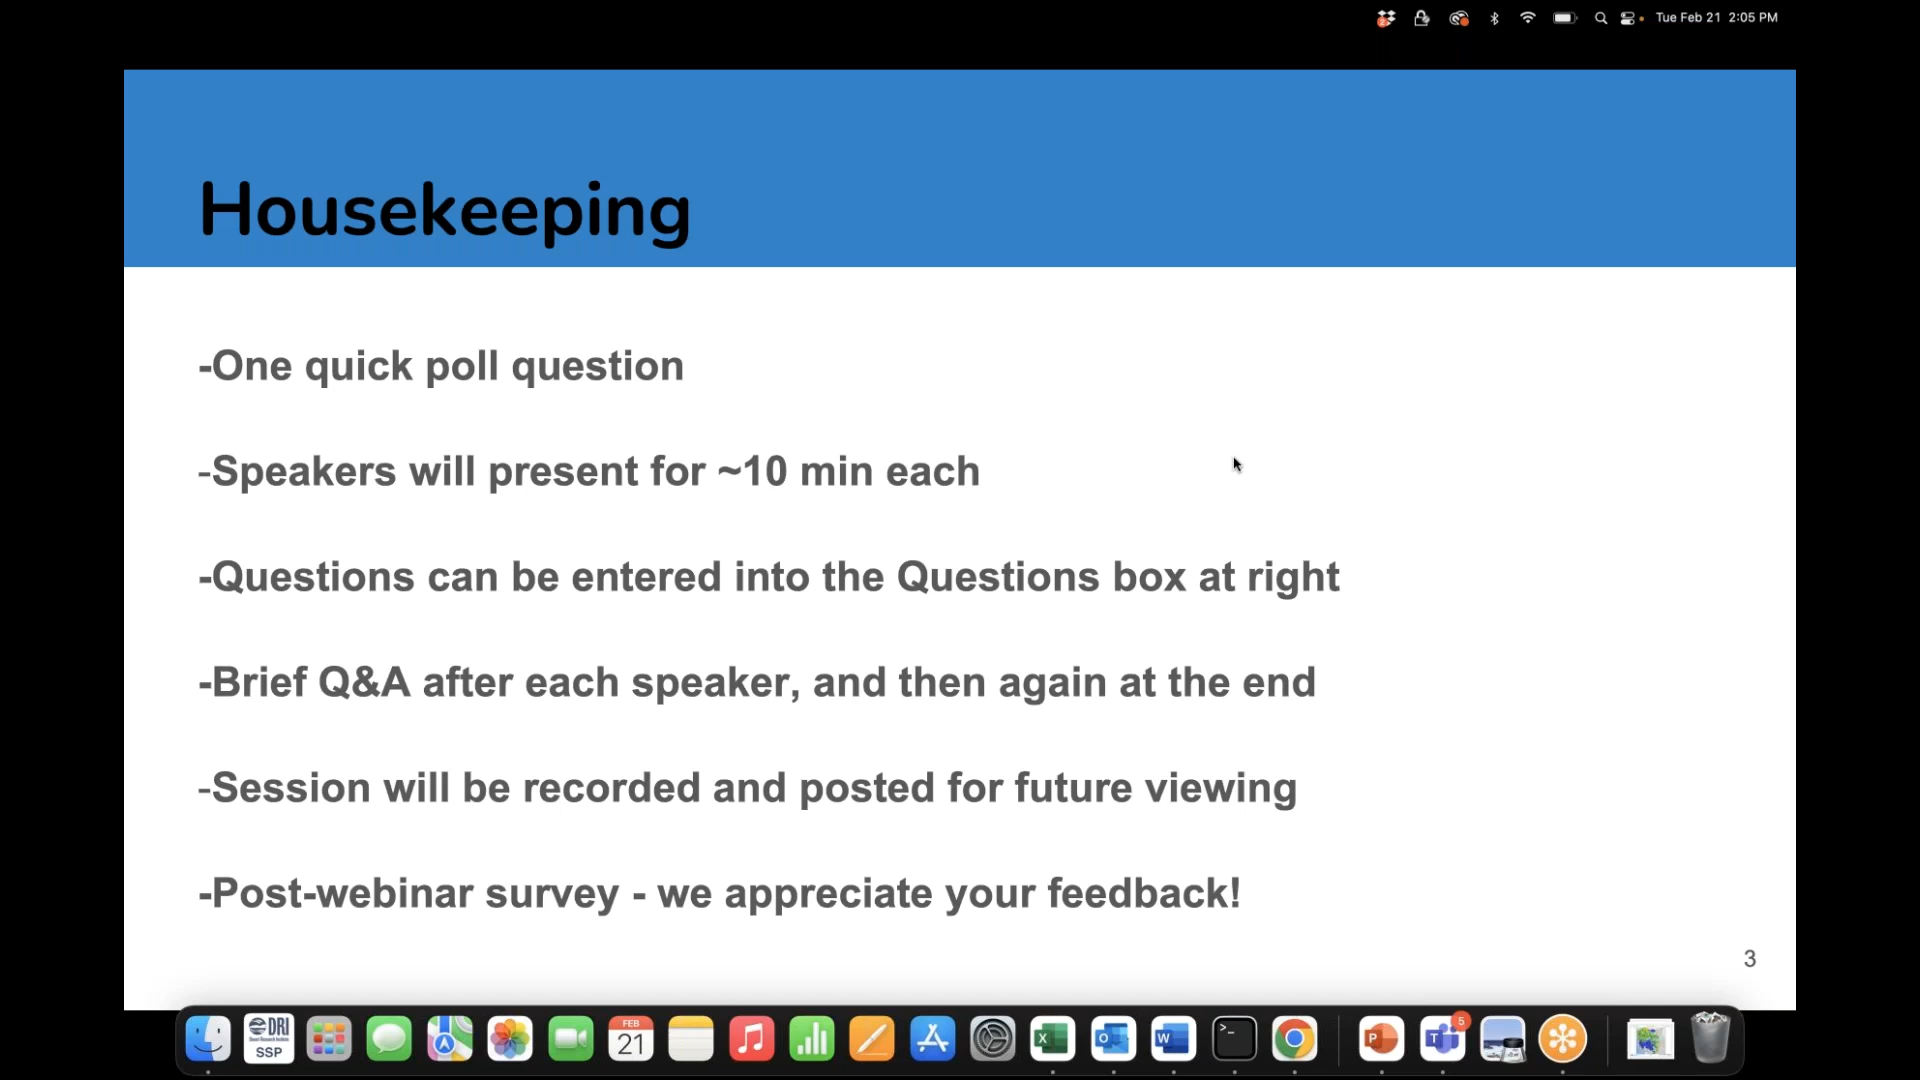 Tue Feb 21 2:05 PM
Housekeeping
-One quick poll question
-Speakers will present for ~10 min each
-Questions can be entered into the Questions box at right
-Brief Q&A after each speaker, and then again at the end
-Session will be recorded and posted for future viewing
-Post-webinar survey - we appreciate your feedback!
3
DRI
SSP
FEB
21
X
O
W
>_
P
T
5